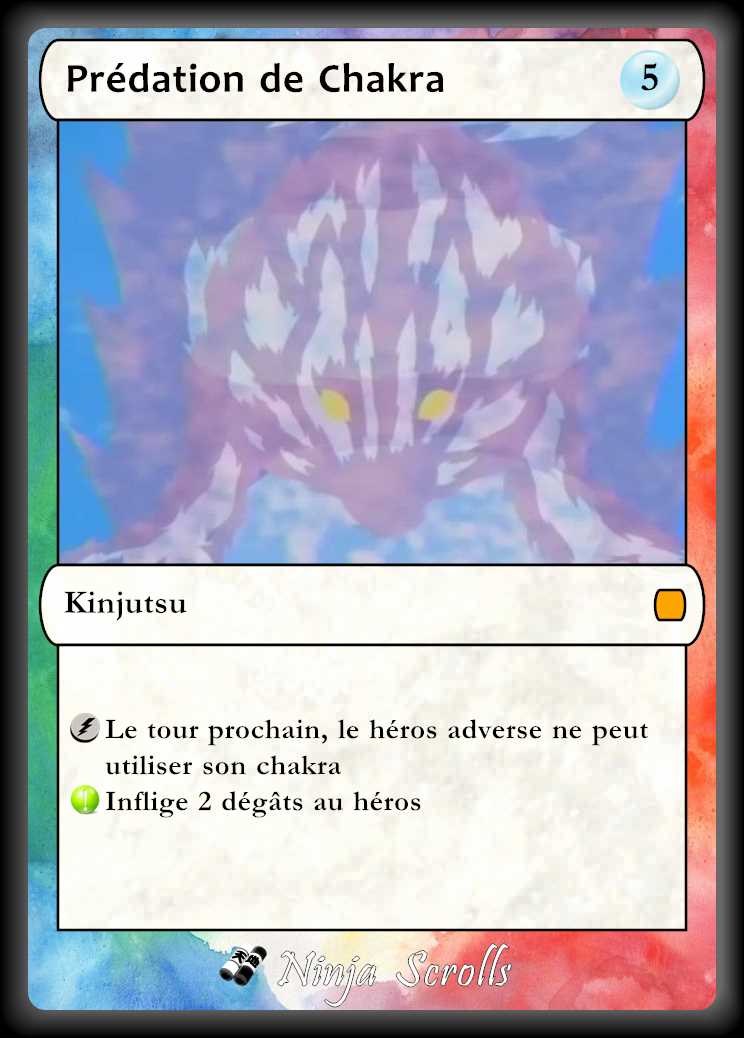 Prédation de Chakra 5
Kinjutsu
Le tour prochain, le héros adverse ne peut
utiliser son chakra
Inflige 2 dégâts au héros
Ninja Scrolls